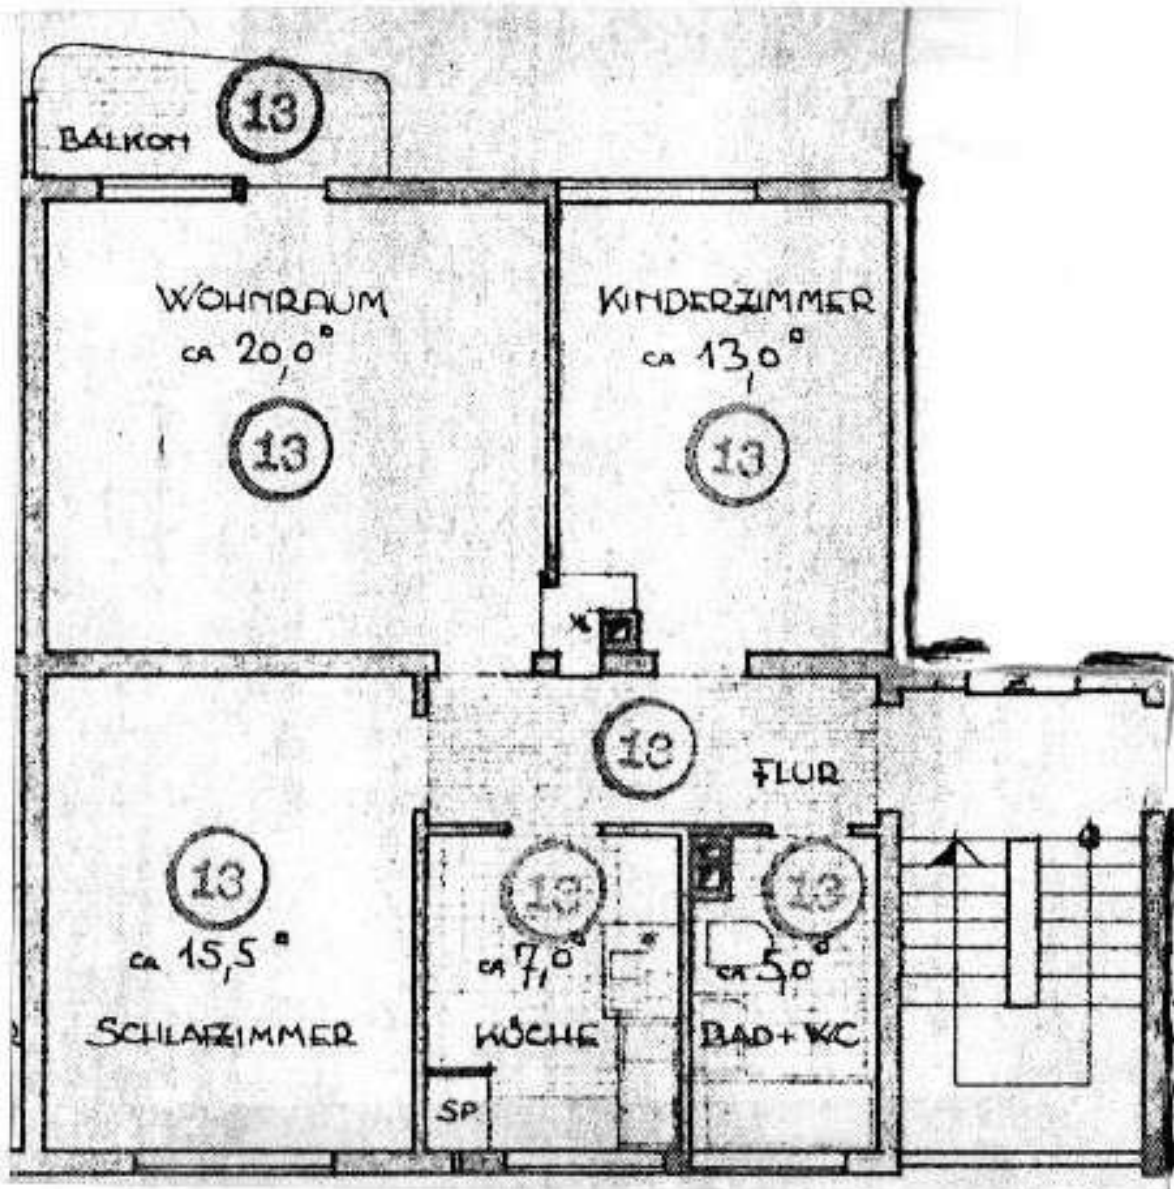 13
BALKON
WOHNRAUM
ca 20,0 ▫
13
KINDERZIMMER
ca 13,0 ▫
13
13
FLUR
13
ca 15,5 ▫
SCHLAFZIMMER
13
ca 7,0 ▫
KÜCHE
SP
13
ca 5,0 ▫
BAD + WC